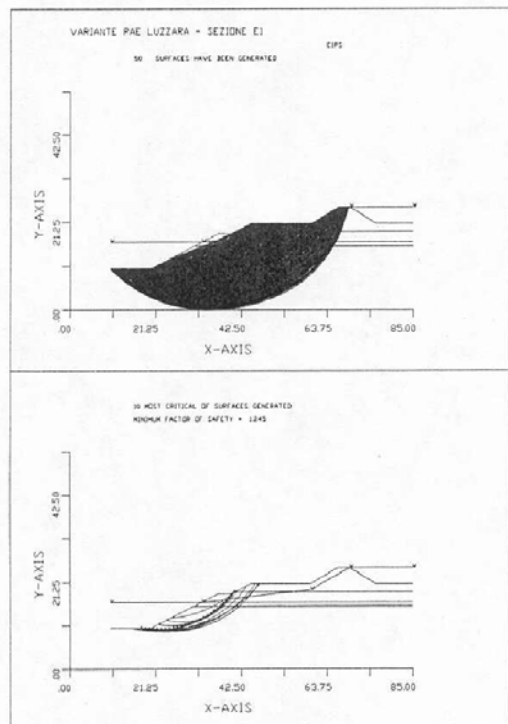 VARIANTE PAE LUZZARA - SEZIONE E1
E1PS
50 SURFACES HAVE BEEN GENERATED
42.50
21.25
.00
Y-AXIS
.00 21.25 42.50 63.75 85.00
X-AXIS
10 MOST CRITICAL OF SURFACES GENERATED
MINIMUM FACTOR OF SAFETY = 1.245
42.50
21.25
.00
Y-AXIS
.00 21.25 42.50 63.75 85.00
X-AXIS